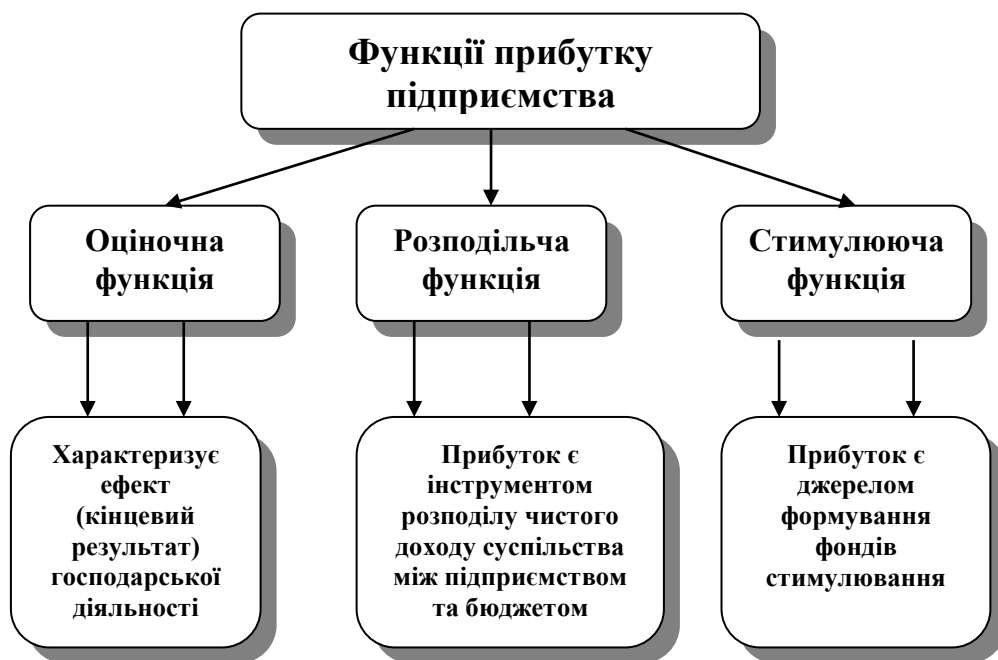 Функції прибутку
підприємства
Оціночна
функція
Розподільча
функція
Стимулююча
функція
Характеризує
ефект
(кінцевий
результат)
господарської
діяльності
Прибуток є
інструментом
розподілу чистого
доходу суспільства
між підприємством
та бюджетом
Прибуток є
джерелом
формування
фондів
стимулювання